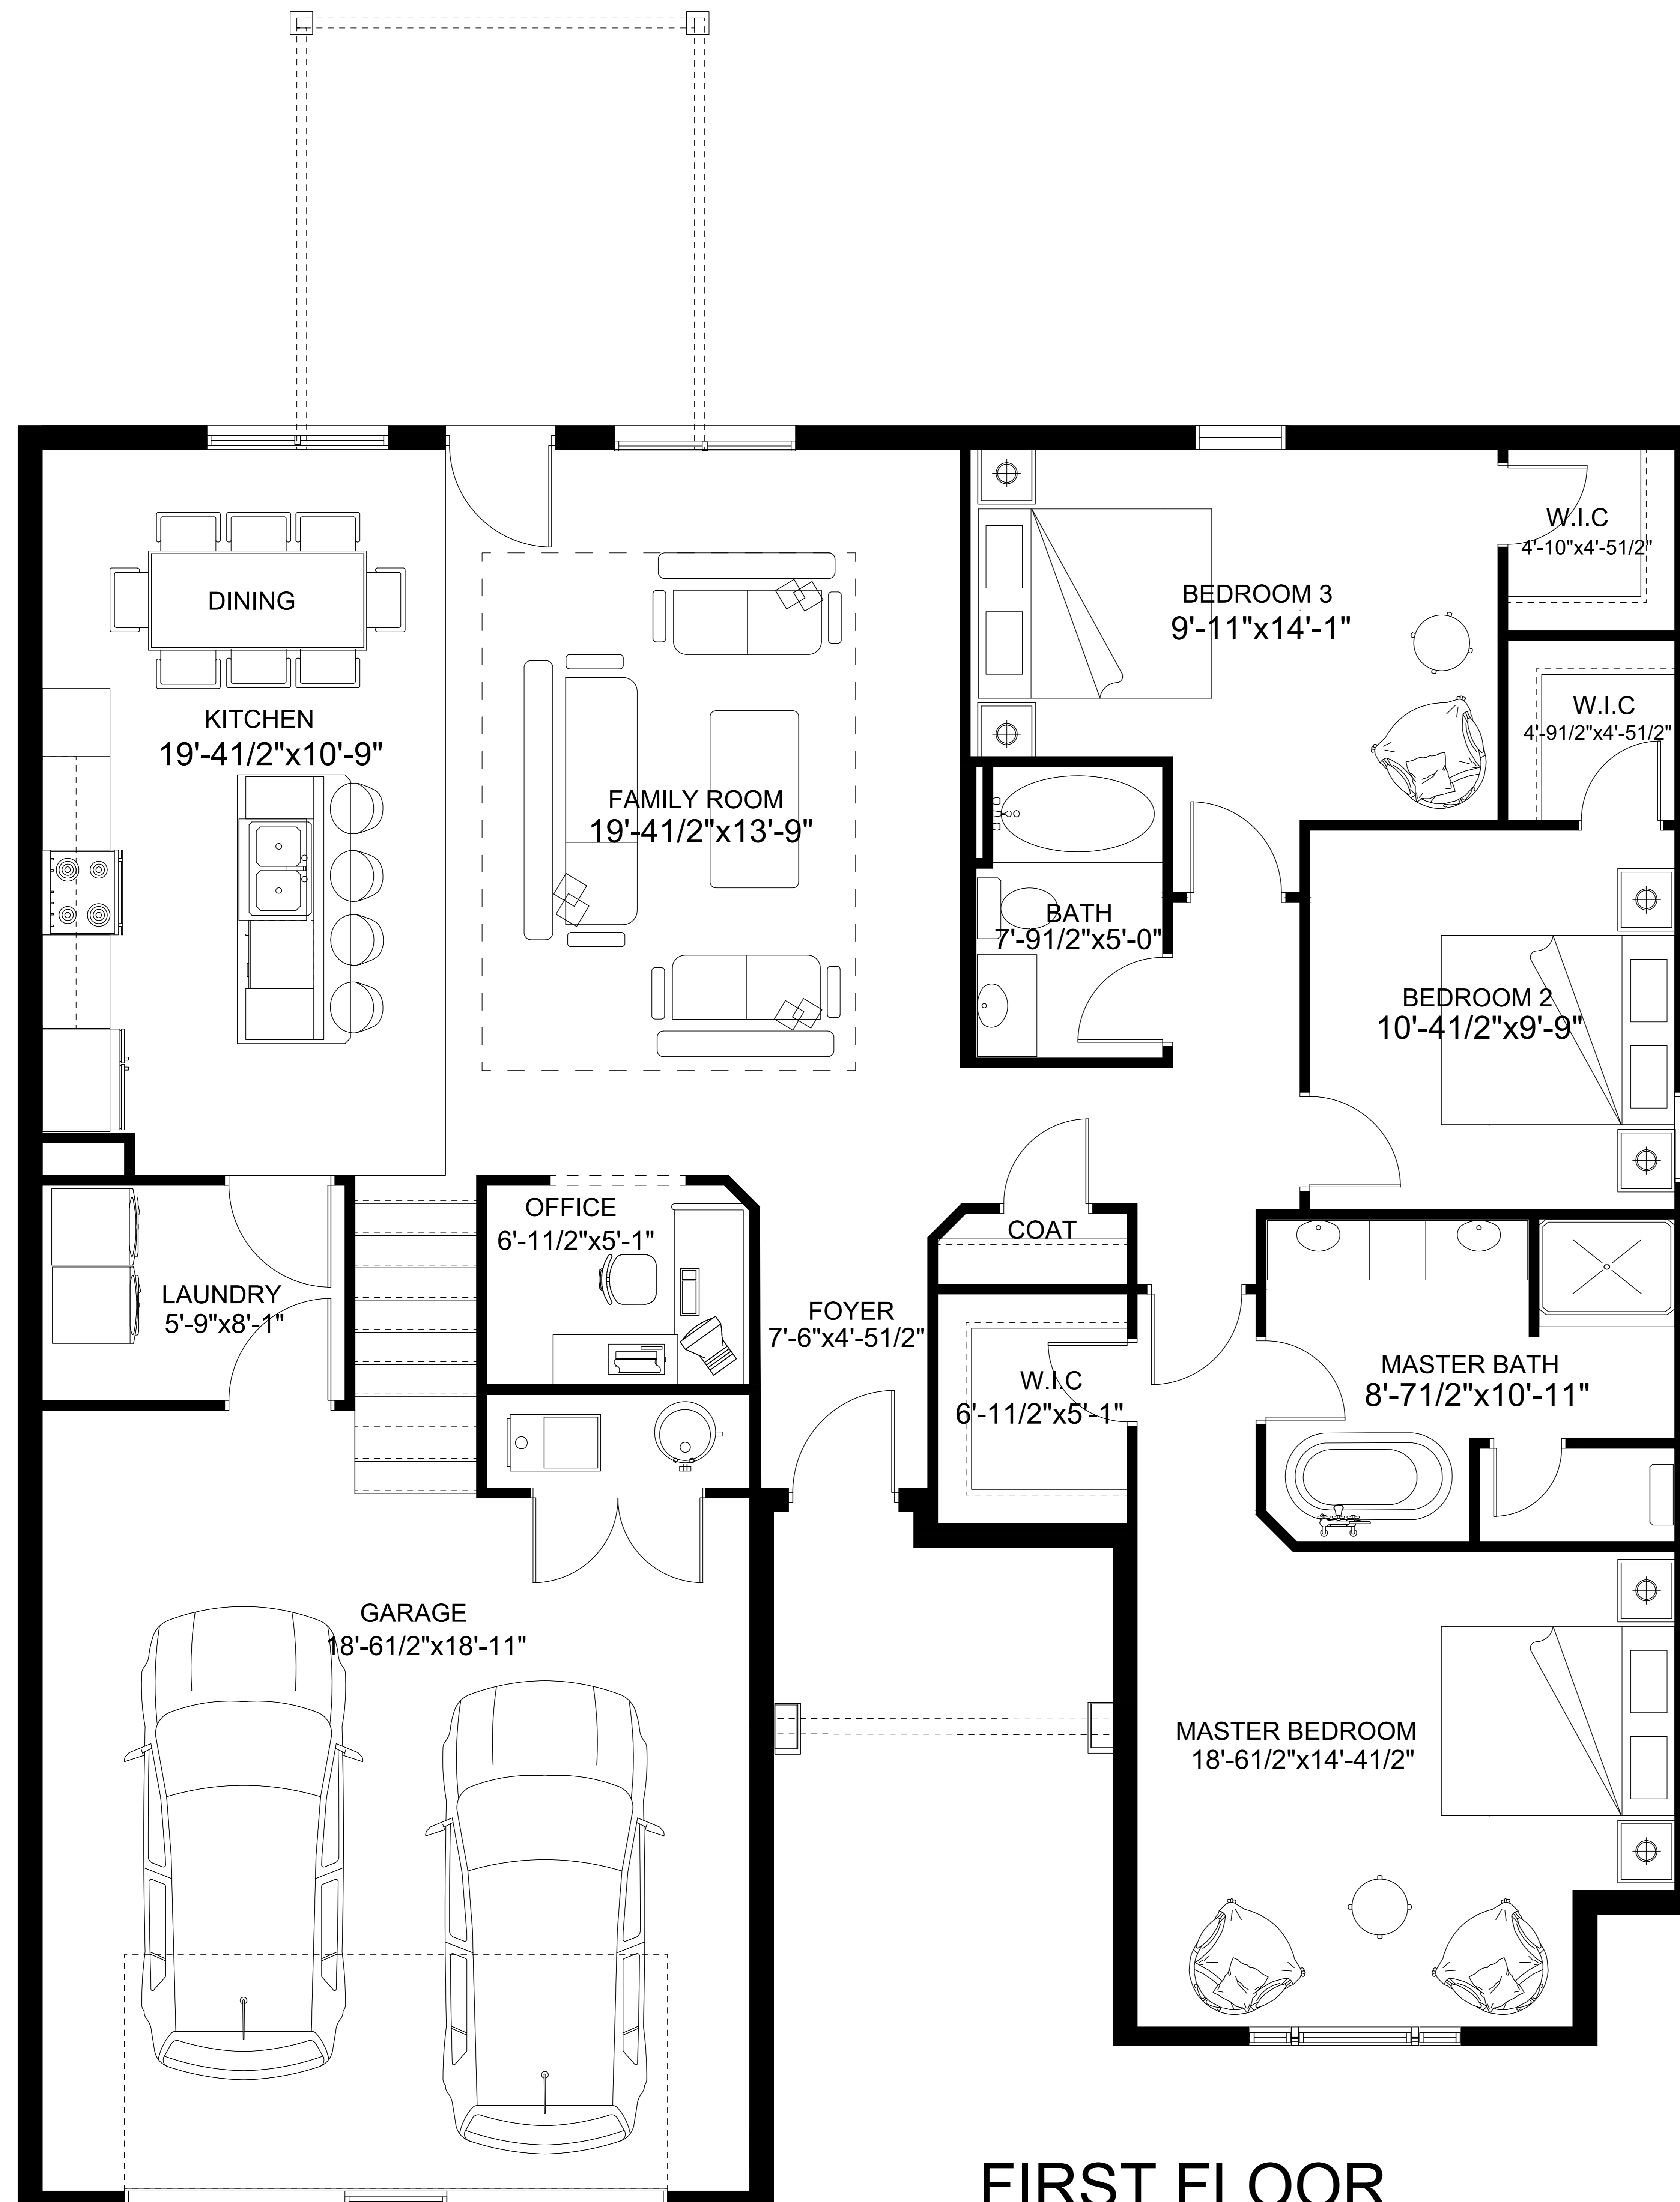 W.I.C
4'-10"x4'-51/2"
DINING
BEDROOM 3
9'-11"x14'-1"
KITCHEN
19'-41/2"x10'-9"
W.I.C
4'-91/2"x4'-51/2"
FAMILY ROOM
19'-41/2"x13'-9"
BATH
7'-91/2"x5'-0"
BEDROOM 2
10'-41/2"x9'-9"
OFFICE
6'-11/2"x5'-1"
COAT
LAUNDRY
5'-9"x8'-1"
FOYER
7'-6"x4'-51/2"
W.I.C
6'-11/2"x5'-1"
MASTER BATH
8'-71/2"x10'-11"
GARAGE
18'-61/2"x18'-11"
MASTER BEDROOM
18'-61/2"x14'-41/2"
FIRST FLOOR